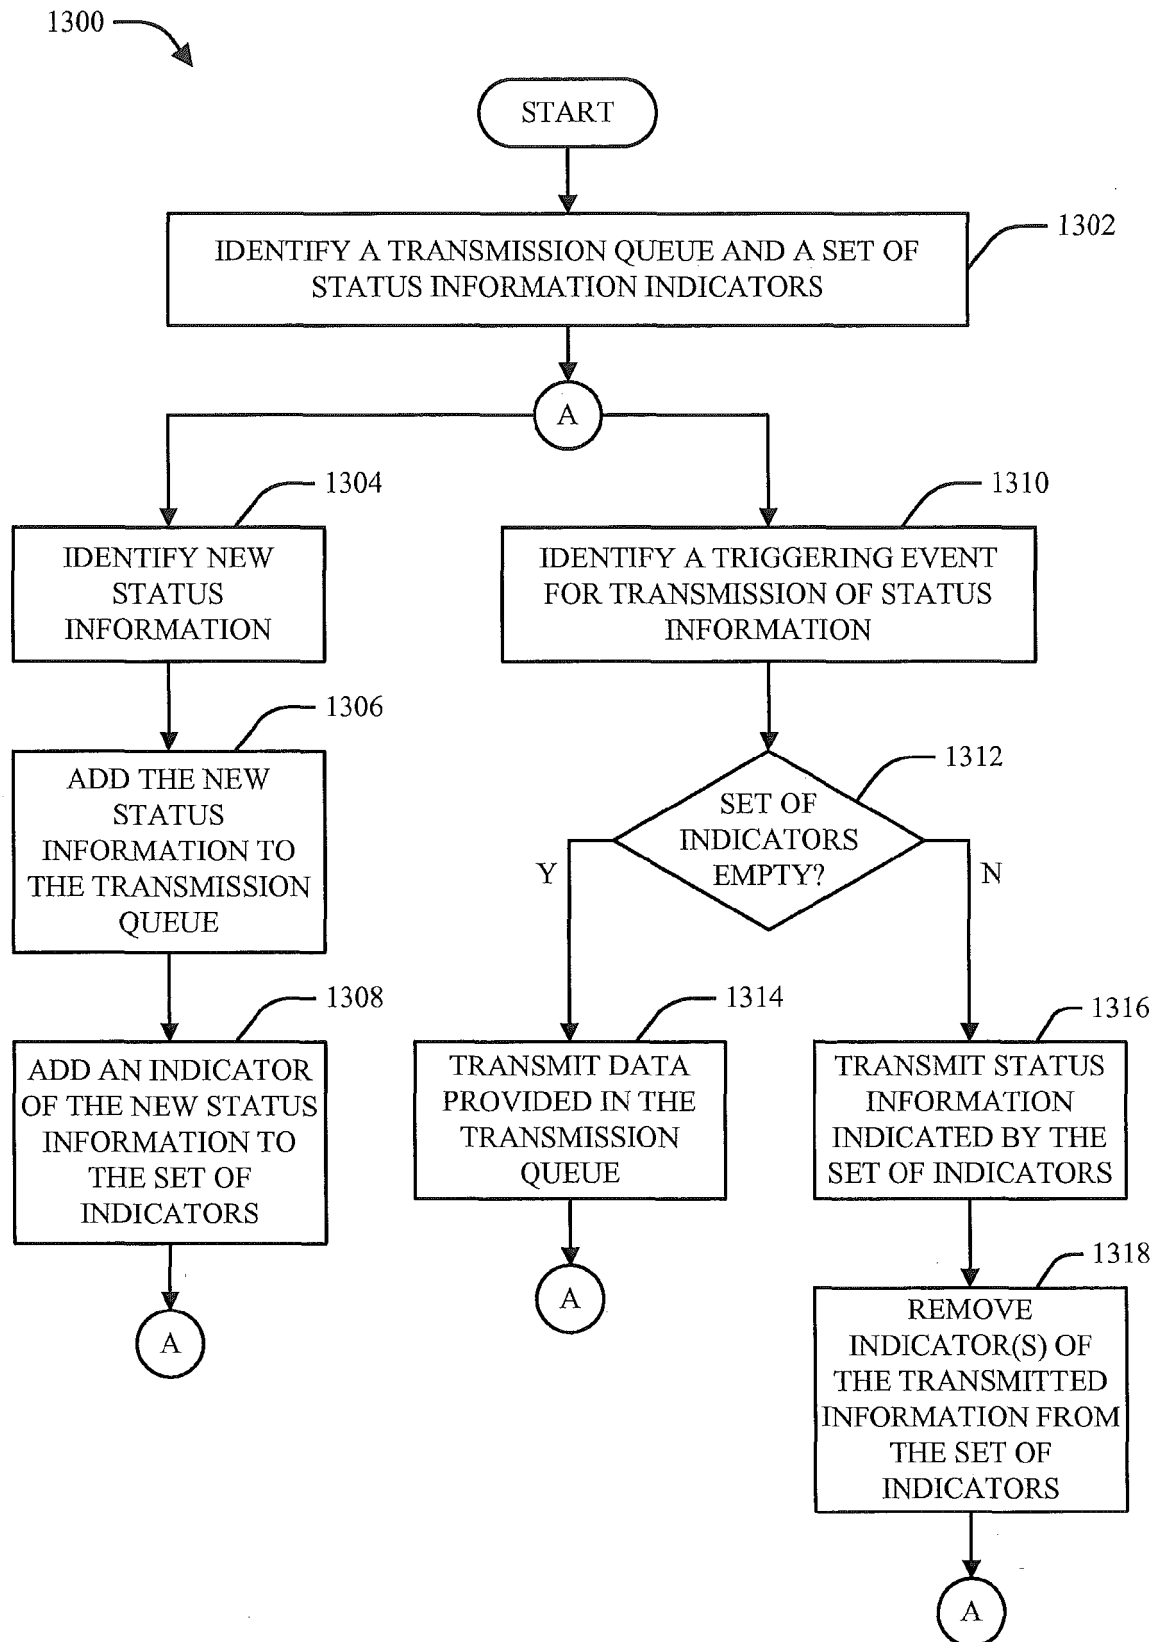 1300
START
IDENTIFY A TRANSMISSION QUEUE AND A SET OF
STATUS INFORMATION INDICATORS
1302
A
1304
IDENTIFY NEW
STATUS
INFORMATION
1306
ADD THE NEW
STATUS
INFORMATION TO
THE TRANSMISSION
QUEUE
1308
ADD AN INDICATOR
OF THE NEW STATUS
INFORMATION TO
THE SET OF
INDICATORS
A
1310
IDENTIFY A TRIGGERING EVENT
FOR TRANSMISSION OF STATUS
INFORMATION
1312
SET OF
INDICATORS
EMPTY?
Y
N
1314
TRANSMIT DATA
PROVIDED IN THE
TRANSMISSION
QUEUE
A
1316
TRANSMIT STATUS
INFORMATION
INDICATED BY THE
SET OF INDICATORS
1318
REMOVE
INDICATOR(S) OF
THE TRANSMITTED
INFORMATION FROM
THE SET OF
INDICATORS
A